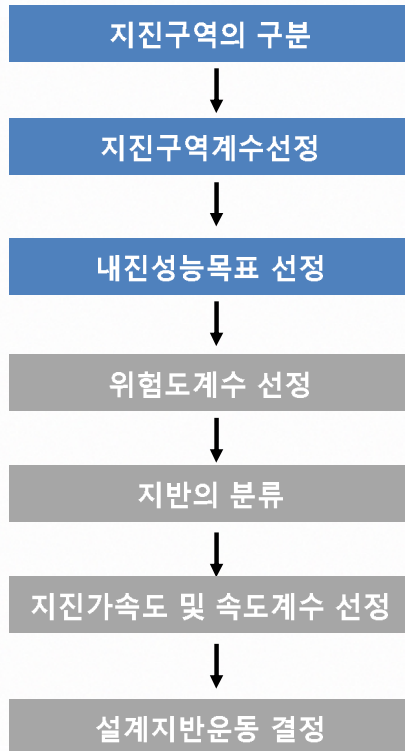 지진구역의 구분
지진구역계수선정
내진성능목표 선정
위험도계수 선정
지반의 분류
지진가속도 및 속도계수 선정
설계지반운동 결정